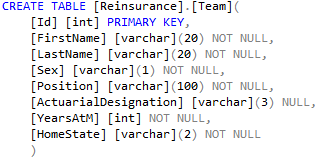 CREATE TABLE [Reinsurance].[Team](
[Id] [int] PRIMARY KEY,
[FirstName] [varchar](20) NOT NULL,
[LastName] [varchar](20) NOT NULL,
[Sex] [varchar](1) NOT NULL,
[Position] [varchar](100) NOT NULL,
[ActuarialDesignation] [varchar](3) NULL,
[YearsAtM] [int] NOT NULL,
[HomeState] [varchar](2) NOT NULL
)